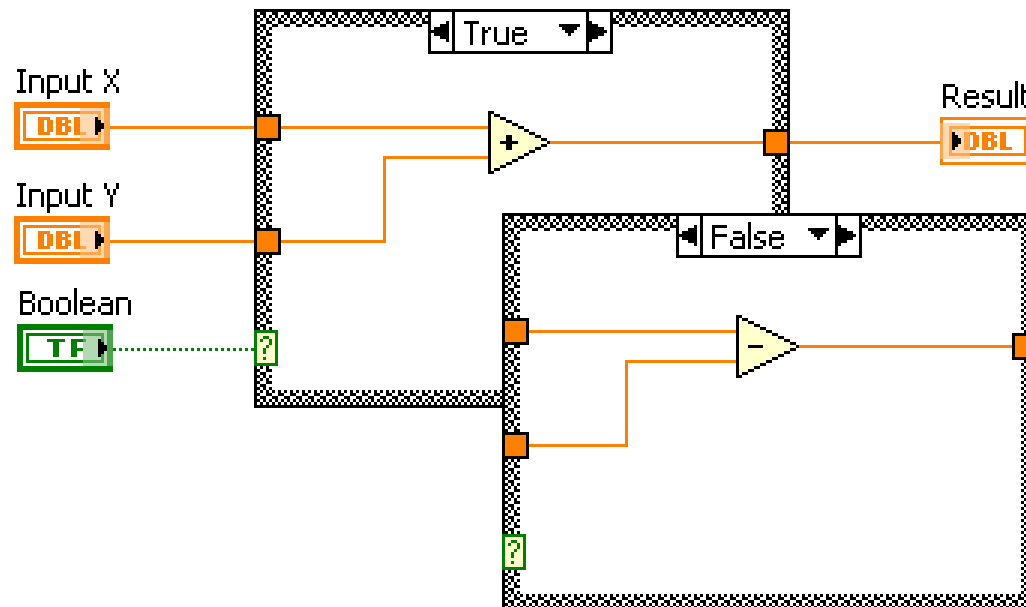 True
Input X
DBL
+
Result
DBL
Input Y
DBL
False
Boolean
TF
?
-
?